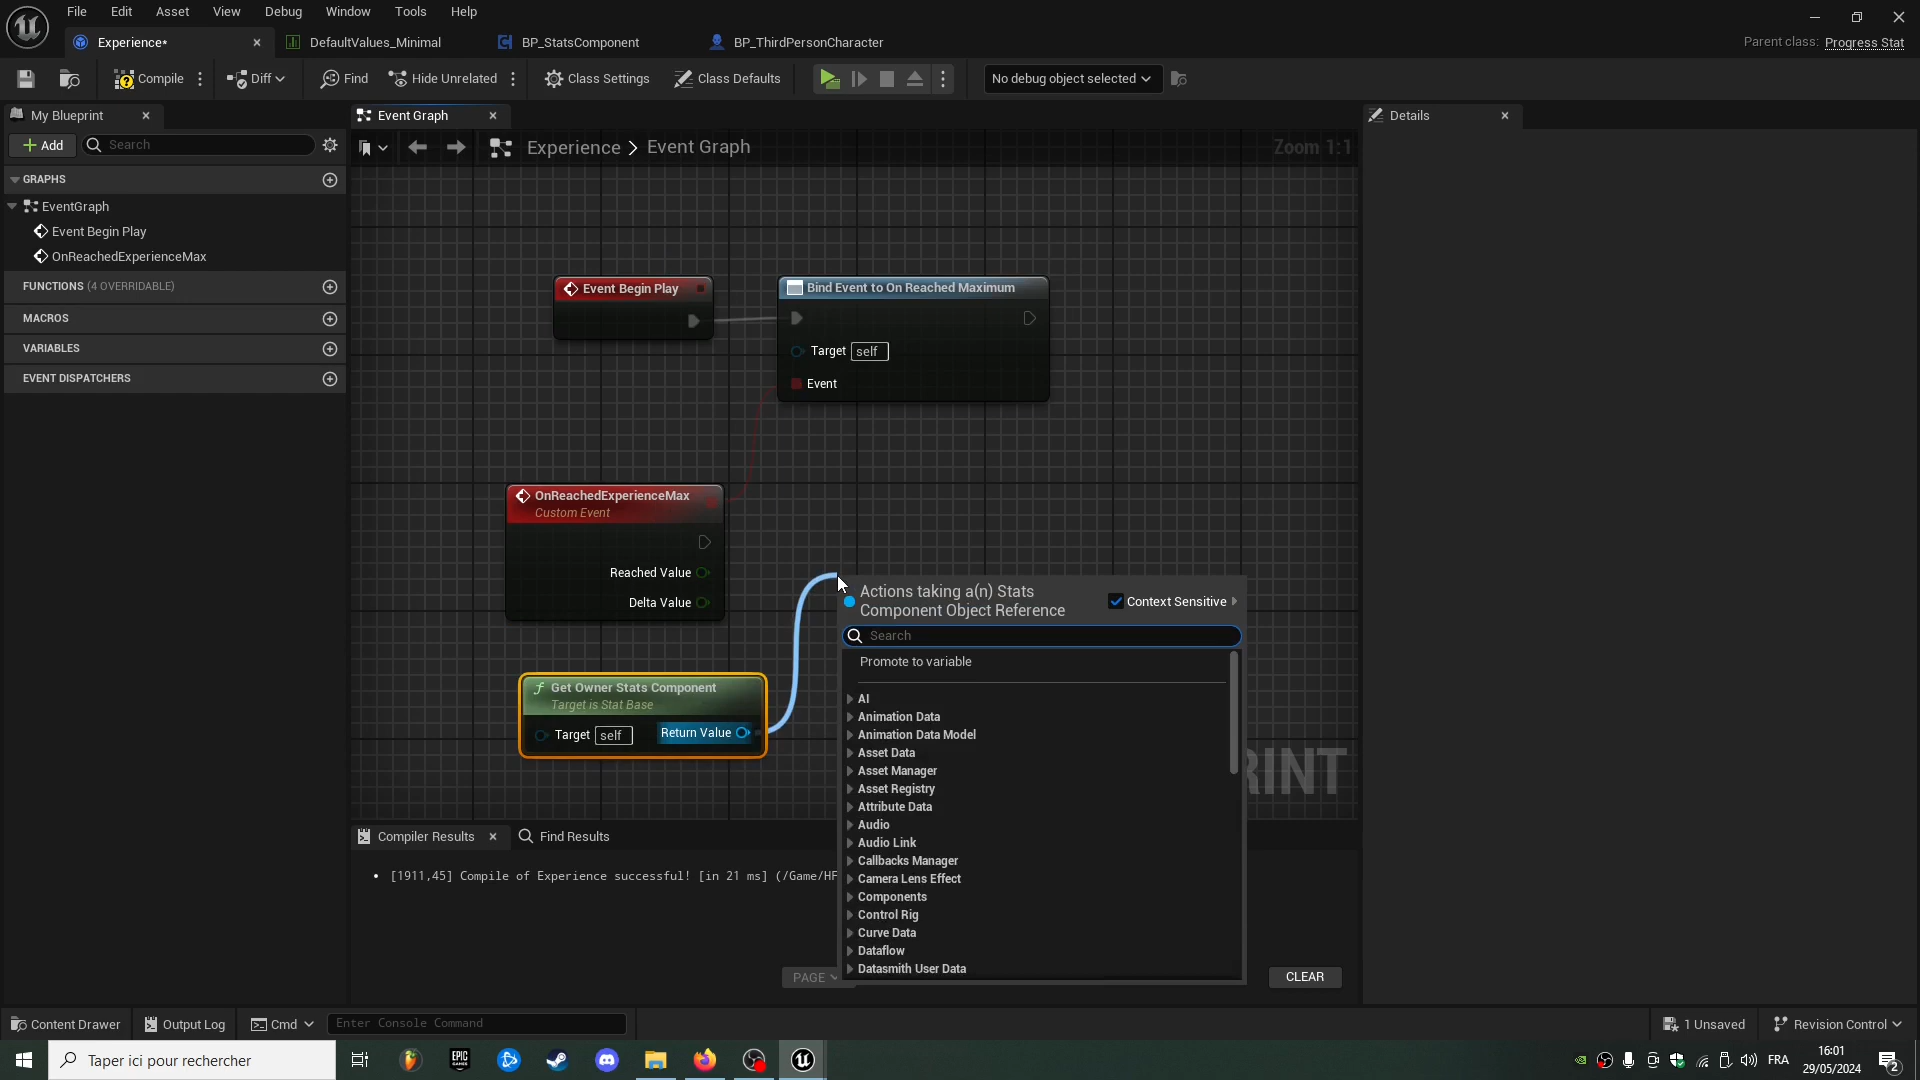 File Edit Asset View Debug Window Tools Help
Experience* DefaultValues_Minimal BP_StatsComponent BP_ThirdPersonCharacter
Parent class: Progress Stat
Compile Diff Find Hide Unrelated Class Settings Class Defaults No debug object selected
My Blueprint
Event Graph
Details
Add Search
Experience > Event Graph
Zoom 1:1
GRAPHS
EventGraph
Event Begin Play
OnReachedExperienceMax
FUNCTIONS (4 OVERRIDABLE)
MACROS
VARIABLES
EVENT DISPATCHERS
Event Begin Play
Bind Event to On Reached Maximum
Target self
Event
OnReachedExperienceMax
Custom Event
Reached Value
Delta Value
Get Owner Stats Component
Target is Stat Base
Target self Return Value
Actions taking a(n) Stats
Component Object Reference
Context Sensitive
Search
Promote to variable
AI
Animation Data
Animation Data Model
Asset Data
Asset Manager
Asset Registry
Attribute Data
Audio
Audio Link
Callbacks Manager
Camera Lens Effect
Components
Control Rig
Curve Data
Dataflow
Datasmith User Data
RINT
Compiler Results Find Results
[1911,45] Compile of Experience successful! [in 21 ms] (/Game/HF
PAGE
CLEAR
Content Drawer Output Log Cmd Enter Console Command 1 Unsaved Revision Control
Taper ici pour rechercher
EPIC GAMES
FRA
16:01
29/05/2024
2